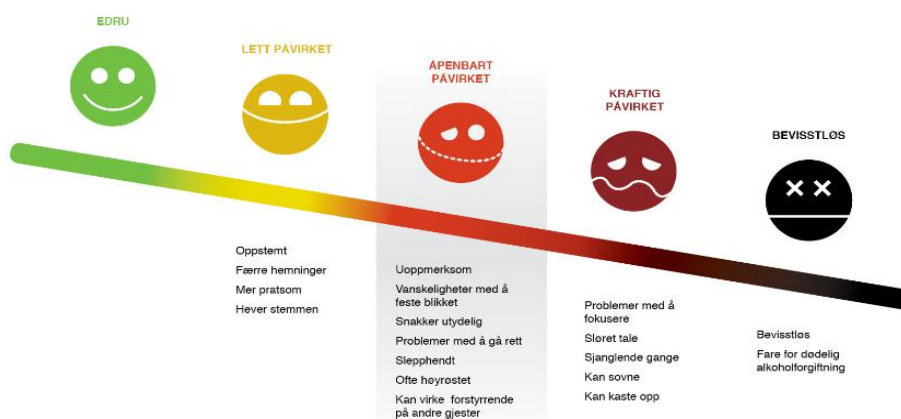 EDRU
LETT PÅVIRKET
ÅPENBART
PÅVIRKET
KRAFTIG
PÅVIRKET
BEVISSTLØS
Oppstemt
Færre hemninger
Mer pratsom
Hever stemmen
Uoppmerksom
Vanskeligheter med å
feste blikket
Snakker utydelig
Problemer med å gå rett
Slepphendt
Ofte høyrøstet
Kan virke forstyrrende
på andre gjester
Problemer med å
fokusere
Sløret tale
Sjanglende gange
Kan sovne
Kan kaste opp
Bevisstløs
Fare for dødelig
alkoholforgiftning